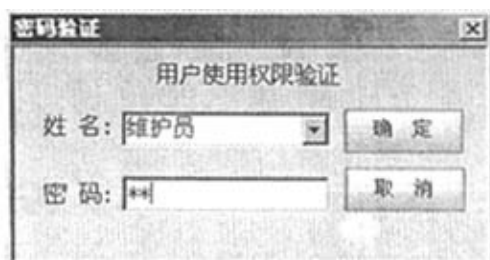 密码验证
用户使用权限验证
姓 名: 维护员
确 定
密 码: **
取 消